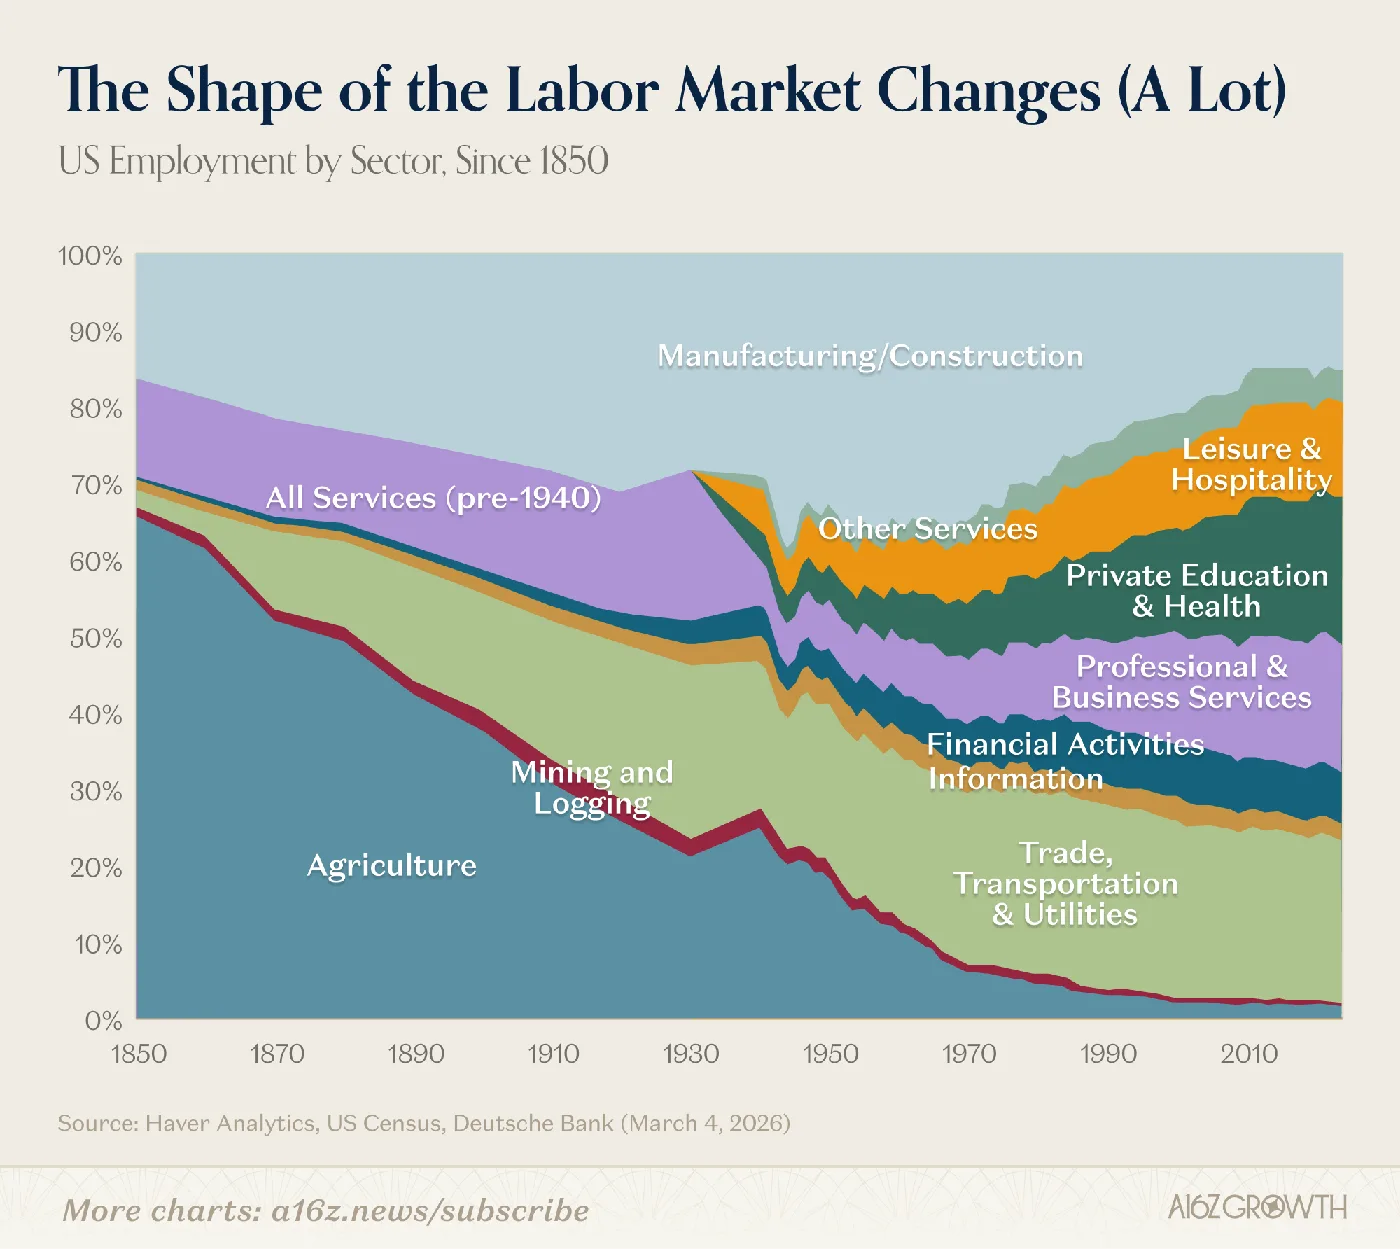 The Shape of the Labor Market Changes (A Lot)
US Employment by Sector, Since 1850
100%
90%
80%
70%
60%
50%
40%
30%
20%
10%
0%
Manufacturing/Construction
Leisure &
Hospitality
All Services (pre-1940)
Other Services
Private Education
& Health
Professional &
Business Services
Financial Activities
Information
Mining and
Logging
Trade,
Transportation
& Utilities
Agriculture
1850 1870 1890 1910 1930 1950 1970 1990 2010
Source: Haver Analytics, US Census, Deutsche Bank (March 4, 2026)
More charts: a16z.news/subscribe
A16Z GROWTH